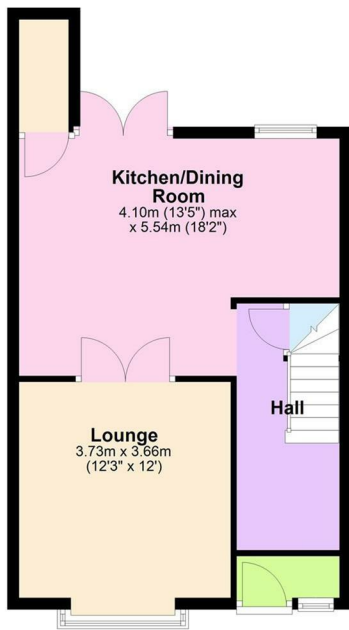 Kitchen/Dining
Room
4.10m (13'5") max
x 5.54m (18'2")
Hall
Lounge
3.73m x 3.66m
(12'3" x 12')